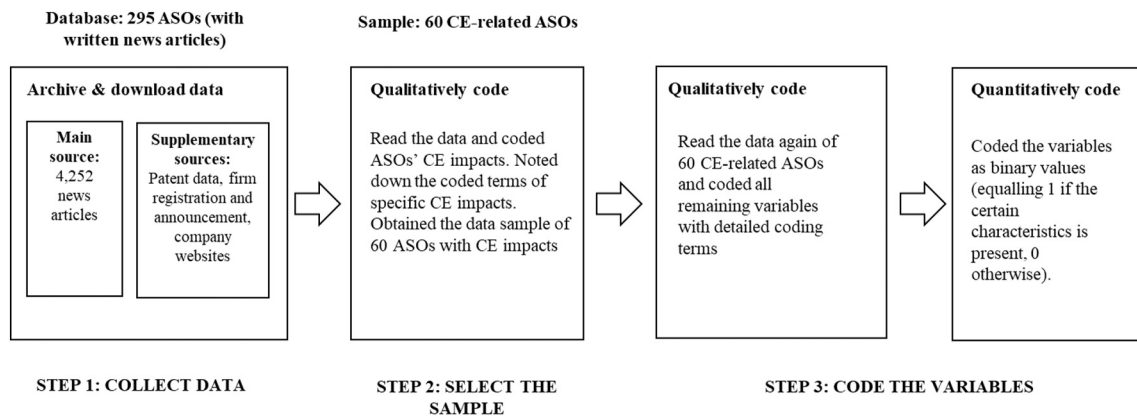 Database: 295 ASOs (with
written news articles)
Sample: 60 CE-related ASOs
Archive & download data
Main
source:
4,252
news
articles
Supplementary
sources:
Patent data, firm
registration and
announcement,
company
websites
Qualitatively code
Read the data and coded
ASOs’ CE impacts. Noted
down the coded terms of
specific CE impacts.
Obtained the data sample of
60 ASOs with CE impacts
Qualitatively code
Read the data again of
60 CE-related ASOs
and coded all
remaining variables
with detailed coding
terms
Quantitatively code
Coded the variables
as binary values
(equalling 1 if the
certain
characteristics is
present, 0
otherwise).
STEP 1: COLLECT DATA
STEP 2: SELECT THE
SAMPLE
STEP 3: CODE THE VARIABLES